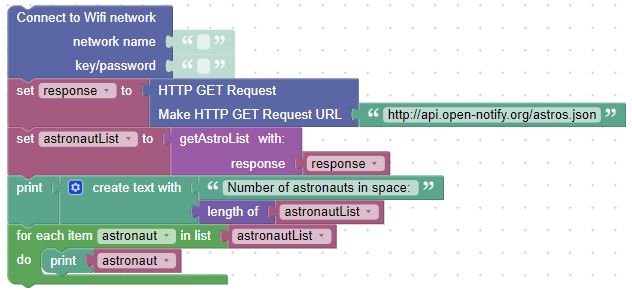 Connect to Wifi network
network name “ ”
key/password “ ”
set response to HTTP GET Request
Make HTTP GET Request URL “ http://api.open-notify.org/astros.json ”
set astronautList to getAstroList with:
response response
print create text with “ Number of astronauts in space: ”
length of astronautList
for each item astronaut in list astronautList
do print astronaut